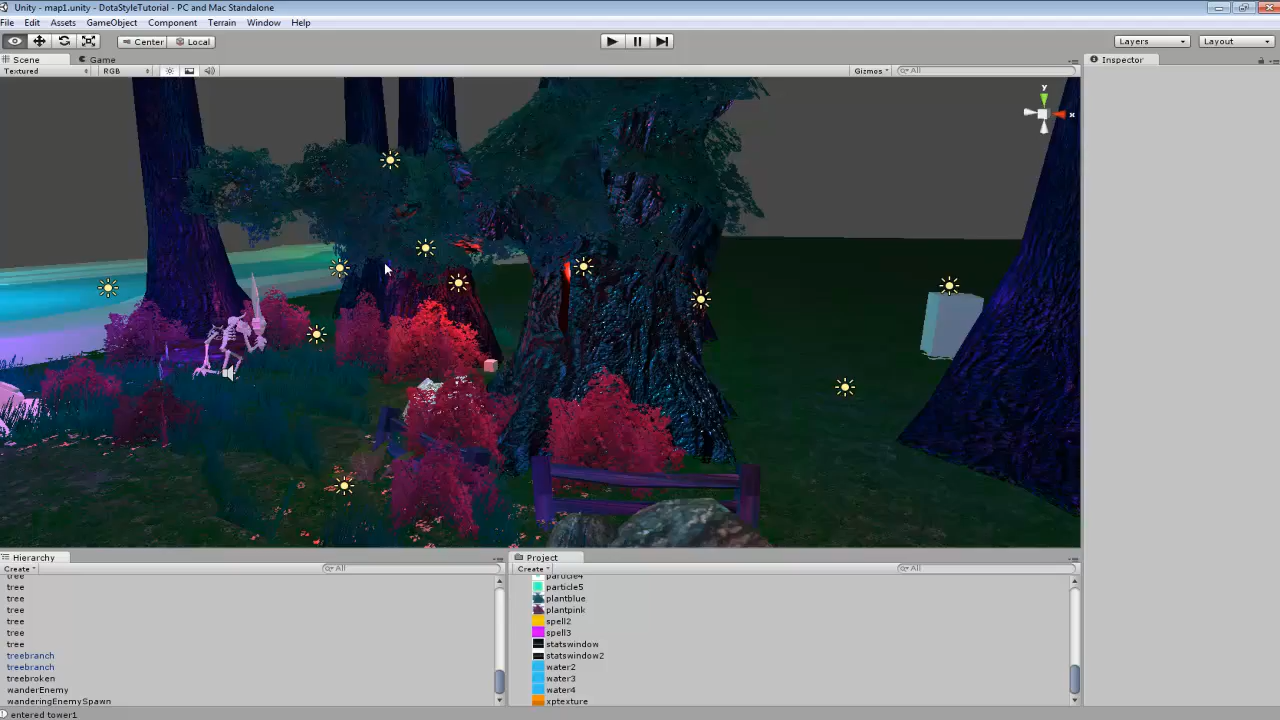 Unity - map1.unity - DotaStyleTutorial - PC and Mac Standalone
File Edit Assets GameObject Component Terrain Window Help
Center Local Layers Layout
Scene Game Inspector
Textured RGB Gizmos All
y
x
Hierarchy Project
Create All Create All
tree particle4
tree particle5
tree plantblue
tree plantpink
tree spell2
tree spell3
tree statswindow
treebranch statswindow2
treebranch water2
treebroken water3
wanderEnemy water4
wanderingEnemySpawn xptexture
entered tower1